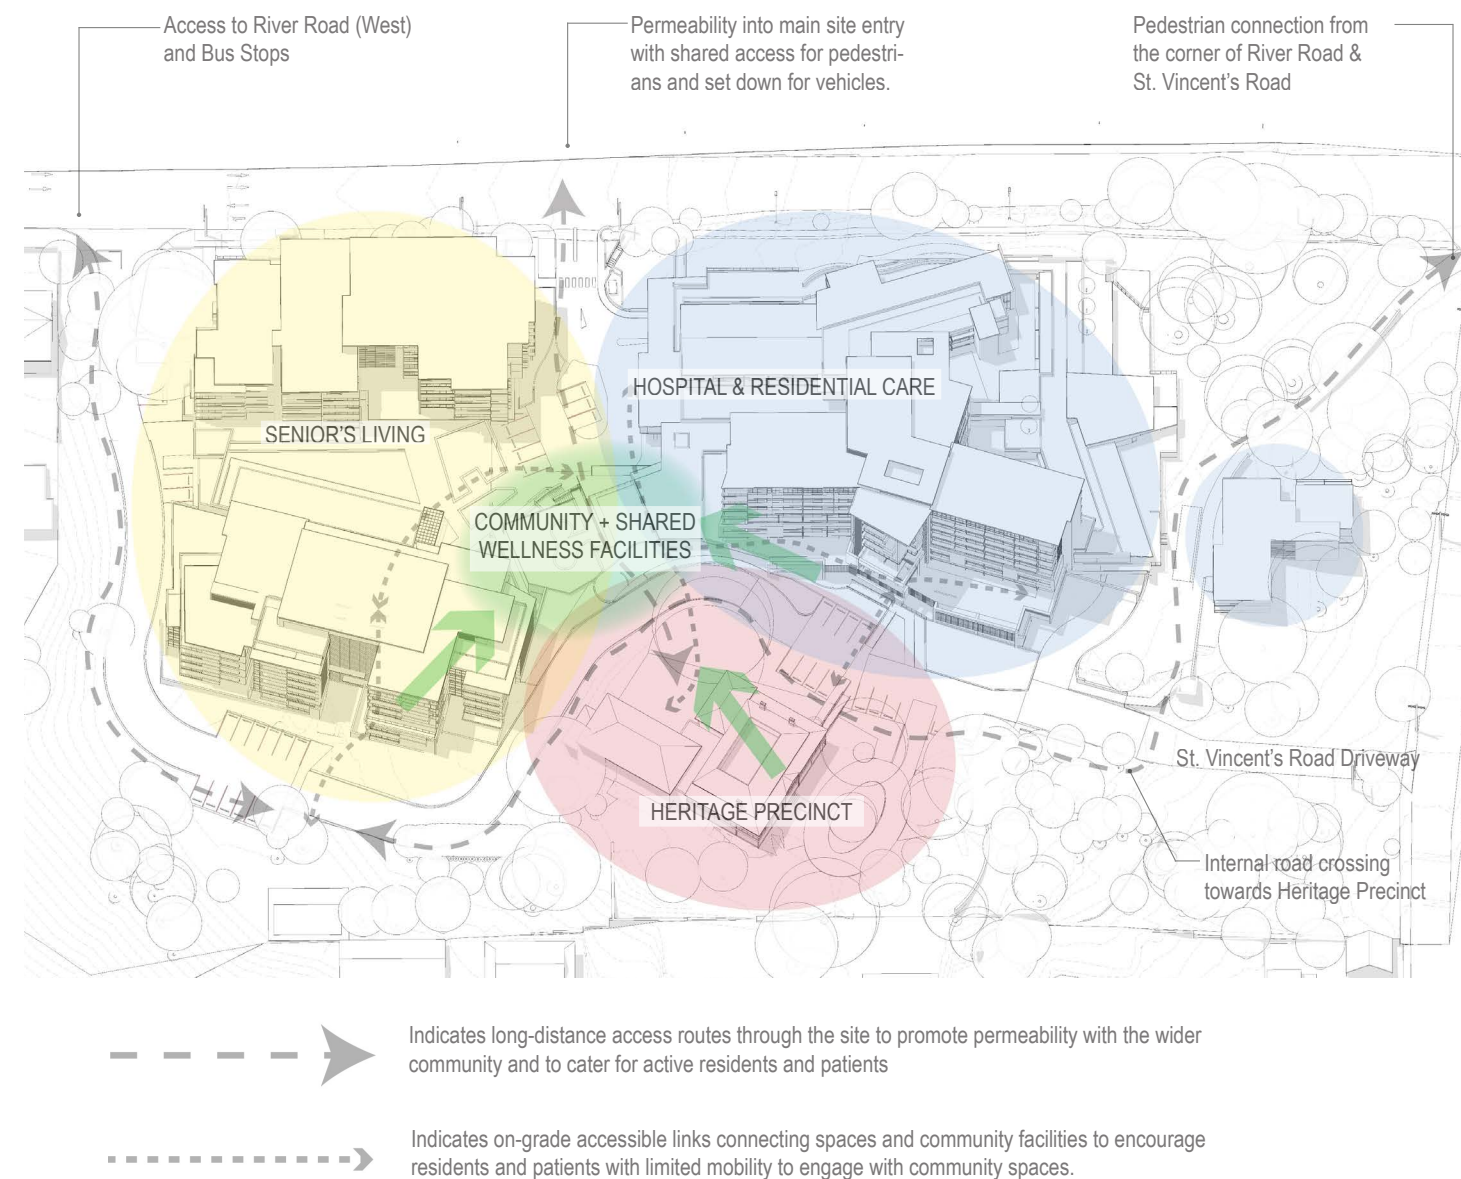 Access to River Road (West)
and Bus Stops
Permeability into main site entry
with shared access for pedestri-
ans and set down for vehicles.
Pedestrian connection from
the corner of River Road &
St. Vincent's Road
HOSPITAL & RESIDENTIAL CARE
SENIOR'S LIVING
COMMUNITY + SHARED
WELLNESS FACILITIES
St. Vincent's Road Driveway
HERITAGE PRECINCT
Internal road crossing
towards Heritage Precinct
Indicates long-distance access routes through the site to promote permeability with the wider
community and to cater for active residents and patients
Indicates on-grade accessible links connecting spaces and community facilities to encourage
residents and patients with limited mobility to engage with community spaces.